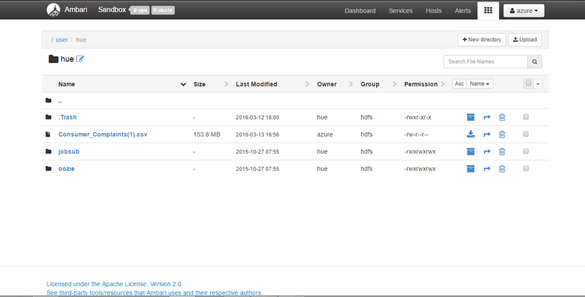 Ambari Sandbox 0 ops 0 alerts Dashboard Services Hosts Alerts azure
/ user / hue + New directory Upload
hue Search File Names
Name Size Last Modified Owner Group Permission Asc Name
..
.Trash - 2016-03-12 16:00 hue hdfs -rwxr-xr-x
Consumer_Complaints(1).csv 153.8 MB 2016-03-13 16:56 azure hdfs -rw-r--r--
jobsub - 2015-10-27 07:55 hue hdfs -rwxrwxrwx
oozie - 2015-10-27 07:55 hue hdfs -rwxrwxrwx
Licensed under the Apache License, Version 2.0.
See third-party tools/resources that Ambari uses and their respective authors